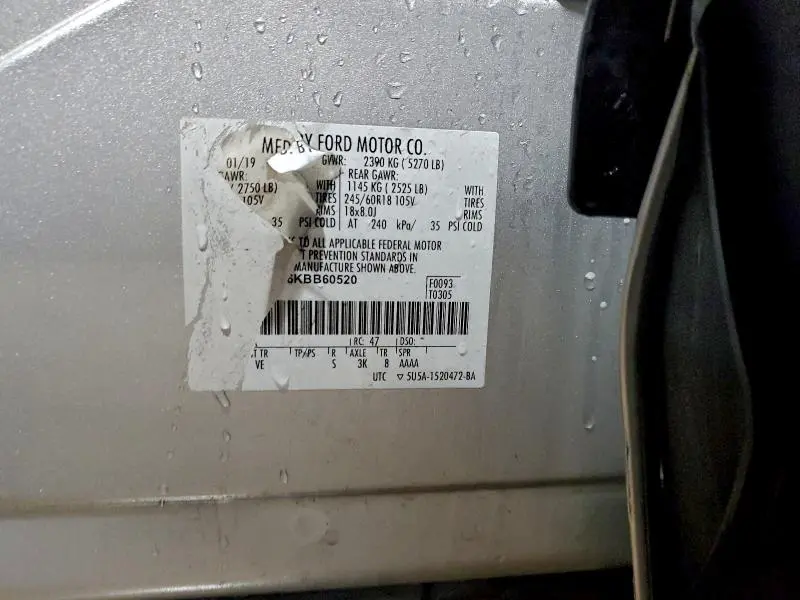 MFD. BY FORD MOTOR CO.
01/19 GVWR: 2390 KG ( 5270 LB)
GAWR: REAR GAWR:
( 2750 LB) WITH 1145 KG ( 2525 LB) WITH
105V TIRES 245/60R18 105V TIRES
RIMS 18x8.0J RIMS
35 PSI COLD AT 240 kPa/ 35 PSI COLD
TO ALL APPLICABLE FEDERAL MOTOR
T PREVENTION STANDARDS IN
MANUFACTURE SHOWN ABOVE.
KBB60520 F0093
T0305
RC: 47 DSO:
T TR TP/PS R AXLE TR SPR
VE S 3K 8 AAAA
UTC ▽ 5U5A-1520472-BA